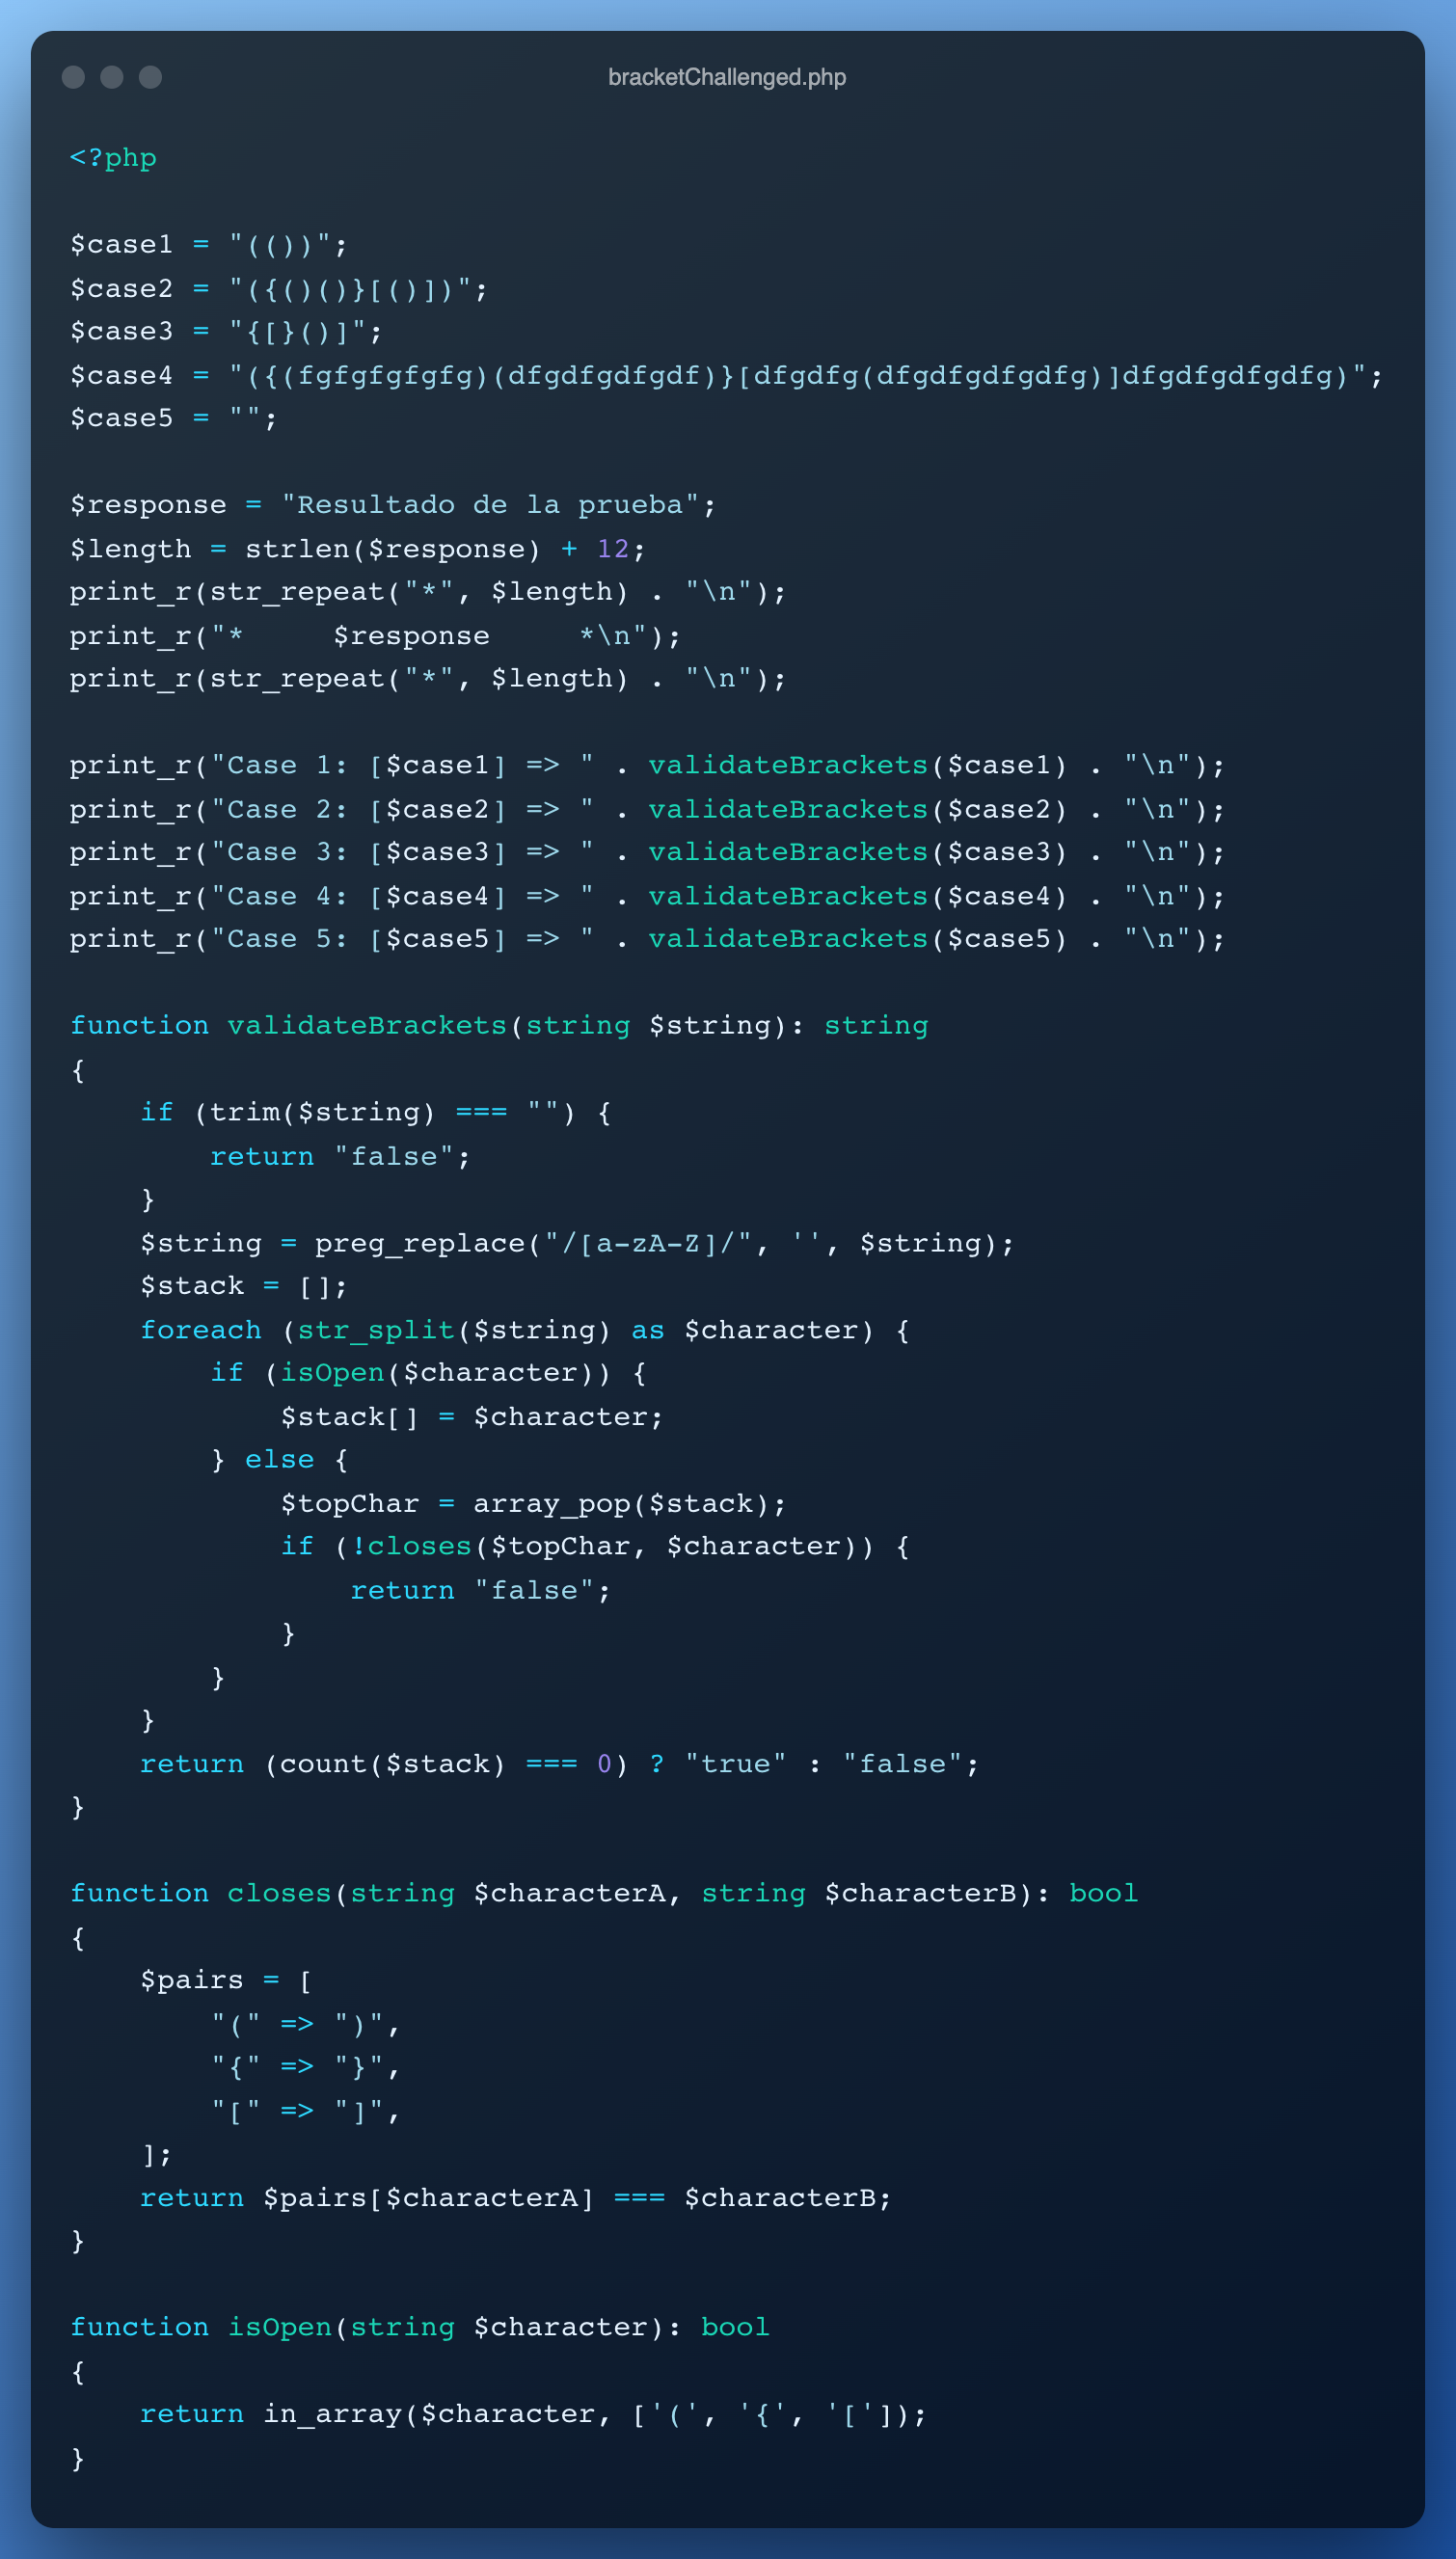 bracketChallenged.php
<?php
$case1 = "(())";
$case2 = "({()()}[()])";
$case3 = "{[}()]";
$case4 = "({(fgfgfgfgfg)(dfgdfgdfgdf)}[dfgdfg(dfgdfgdfgdfg)]dfgdfgdfgdfg)";
$case5 = "";
$response = "Resultado de la prueba";
$length = strlen($response) + 12;
print_r(str_repeat("*", $length) . "\n");
print_r("*     $response     *\n");
print_r(str_repeat("*", $length) . "\n");
print_r("Case 1: [$case1] => " . validateBrackets($case1) . "\n");
print_r("Case 2: [$case2] => " . validateBrackets($case2) . "\n");
print_r("Case 3: [$case3] => " . validateBrackets($case3) . "\n");
print_r("Case 4: [$case4] => " . validateBrackets($case4) . "\n");
print_r("Case 5: [$case5] => " . validateBrackets($case5) . "\n");
function validateBrackets(string $string): string
{
    if (trim($string) === "") {
        return "false";
    }
    $string = preg_replace("/[a-zA-Z]/", '', $string);
    $stack = [];
    foreach (str_split($string) as $character) {
        if (isOpen($character)) {
            $stack[] = $character;
        } else {
            $topChar = array_pop($stack);
            if (!closes($topChar, $character)) {
                return "false";
            }
        }
    }
    return (count($stack) === 0) ? "true" : "false";
}
function closes(string $characterA, string $characterB): bool
{
    $pairs = [
        "(" => ")",
        "{" => "}",
        "[" => "]",
    ];
    return $pairs[$characterA] === $characterB;
}
function isOpen(string $character): bool
{
    return in_array($character, ['(', '{', '[']);
}